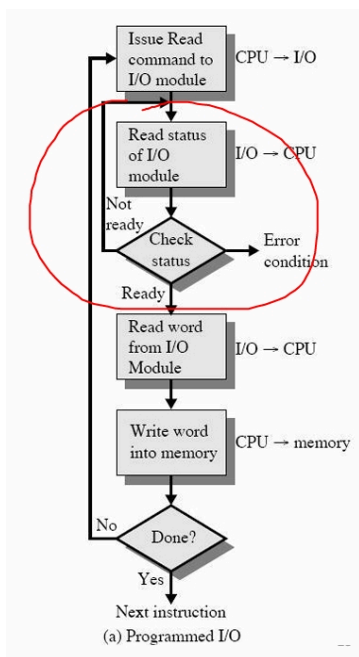 Issue Read
command to
I/O module
CPU → I/O
Read status
of I/O
module
I/O → CPU
Not
ready
Check
status
Error
condition
Ready
Read word
from I/O
Module
I/O → CPU
Write word
into memory
CPU → memory
No
Done?
Yes
Next instruction
(a) Programmed I/O